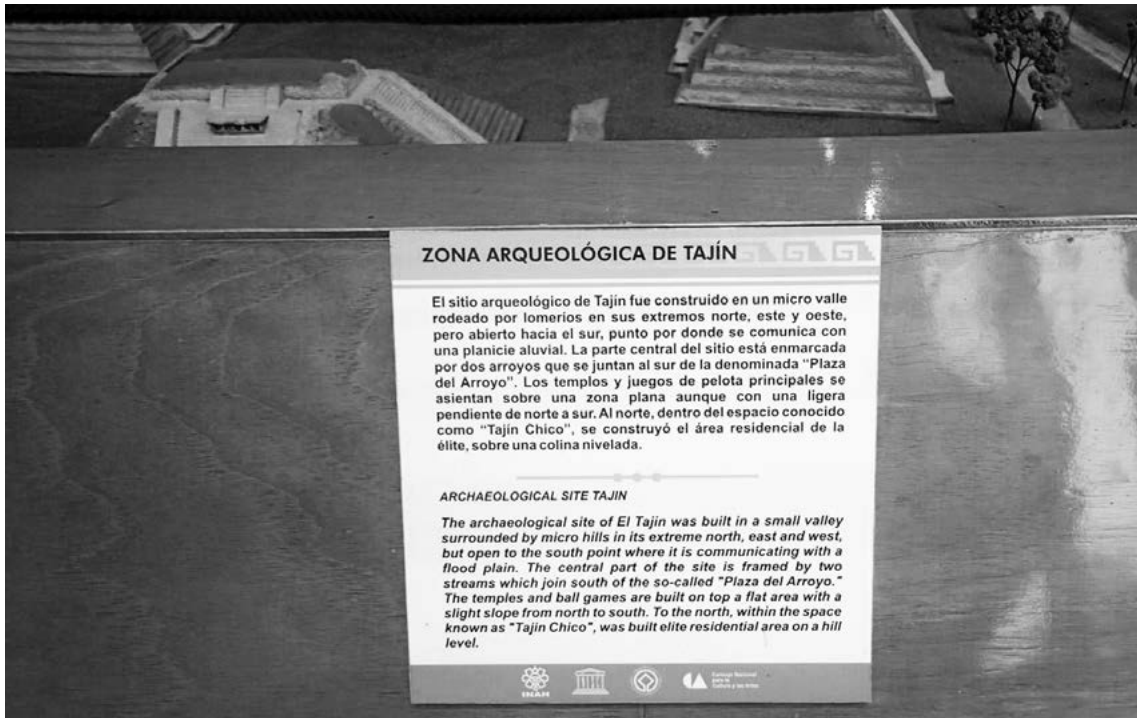 ZONA ARQUEOLÓGICA DE TAJÍN
El sitio arqueológico de Tajín fue construido en un micro valle
rodeado por lomerios en sus extremos norte, este y oeste,
pero abierto hacia el sur, punto por donde se comunica con
una planicie aluvial. La parte central del sitio está enmarcada
por dos arroyos que se juntan al sur de la denominada “Plaza
del Arroyo”. Los templos y juegos de pelota principales se
asientan sobre una zona plana aunque con una ligera
pendiente de norte a sur. Al norte, dentro del espacio conocido
como “Tajín Chico”, se construyó el área residencial de la
élite, sobre una colina nivelada.
ARCHAEOLOGICAL SITE TAJIN
The archaeological site of El Tajin was built in a small valley
surrounded by micro hills in its extreme north, east and west,
but open to the south point where it is communicating with a
flood plain. The central part of the site is framed by two
streams which join south of the so-called "Plaza del Arroyo."
The temples and ball games are built on top a flat area with a
slight slope from north to south. To the north, within the space
known as "Tajin Chico", was built elite residential area on a hill
level.
INAH
Consejo Nacional
para la
Cultura y las Artes